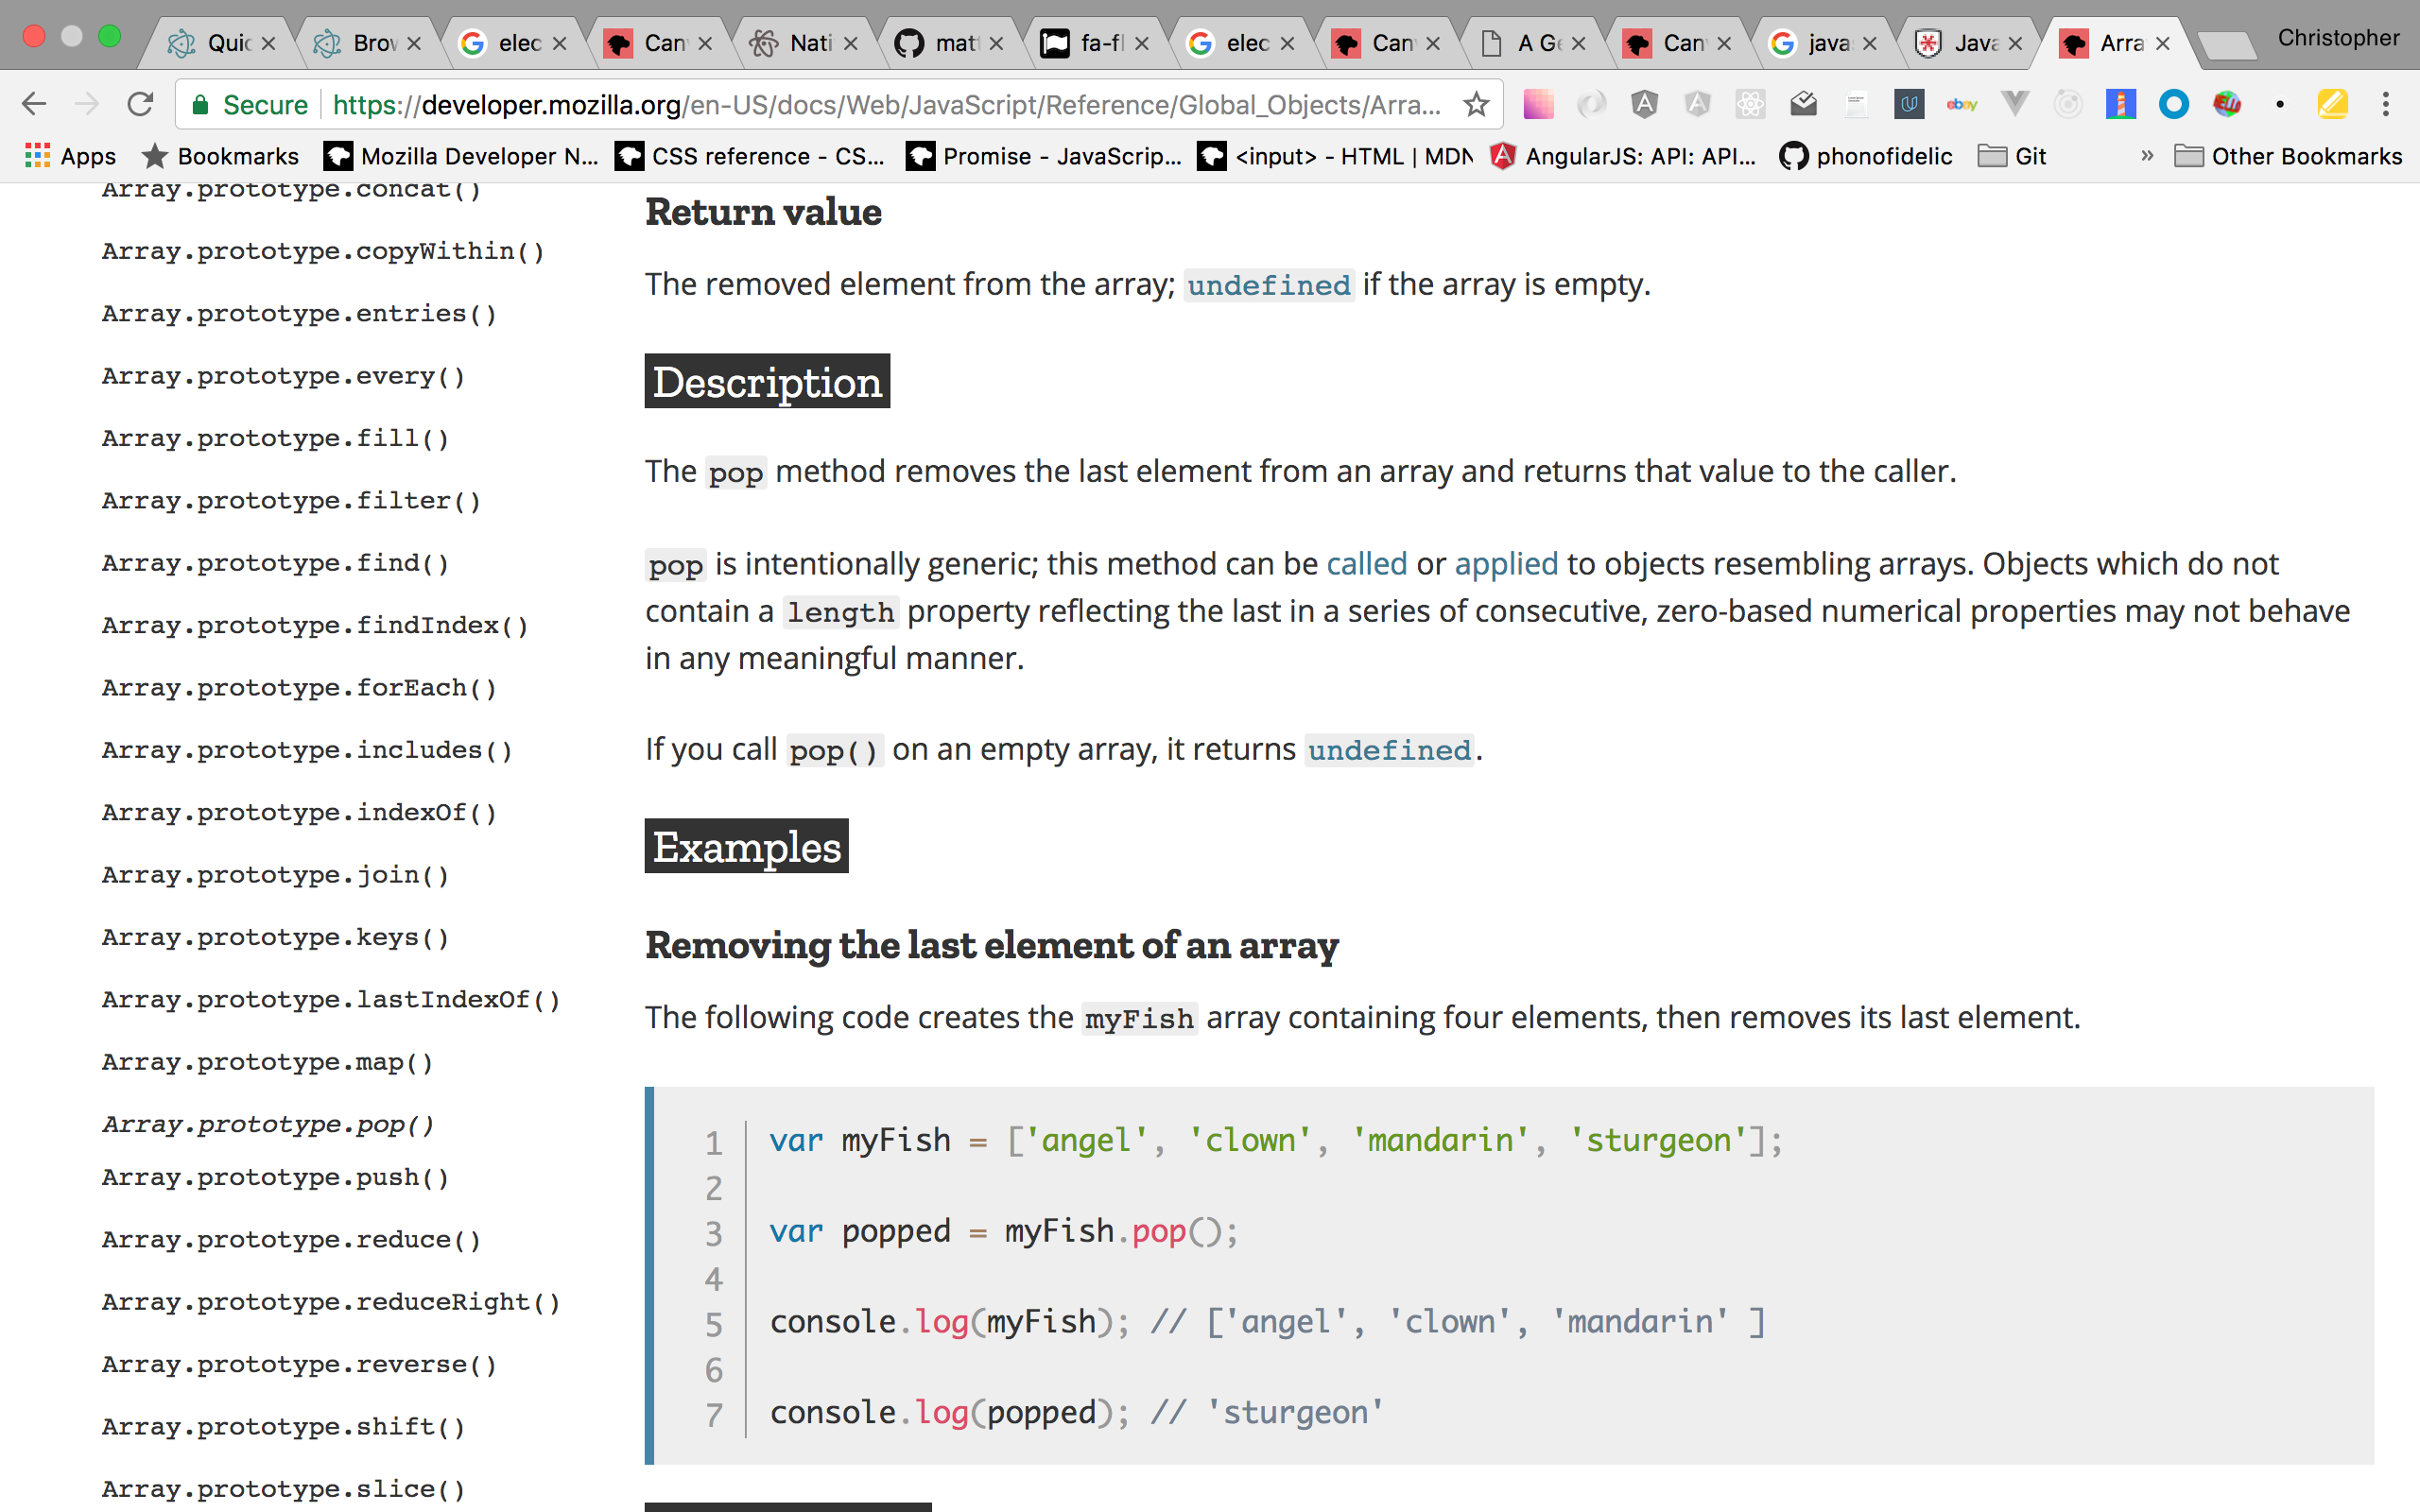 Quic Brow elec Can Nati matt fa-fl elec Can A Ge Can javas Java Arra Christopher
Secure https://developer.mozilla.org/en-US/docs/Web/JavaScript/Reference/Global_Objects/Arra...
Apps Bookmarks Mozilla Developer N... CSS reference - CS... Promise - JavaScrip... <input> - HTML | MDN AngularJS: API: API... phonofidelic Git » Other Bookmarks
Array.prototype.concat()
Array.prototype.copyWithin()
Array.prototype.entries()
Array.prototype.every()
Array.prototype.fill()
Array.prototype.filter()
Array.prototype.find()
Array.prototype.findIndex()
Array.prototype.forEach()
Array.prototype.includes()
Array.prototype.indexOf()
Array.prototype.join()
Array.prototype.keys()
Array.prototype.lastIndexOf()
Array.prototype.map()
Array.prototype.pop()
Array.prototype.push()
Array.prototype.reduce()
Array.prototype.reduceRight()
Array.prototype.reverse()
Array.prototype.shift()
Array.prototype.slice()
Return value
The removed element from the array; undefined if the array is empty.
Description
The pop method removes the last element from an array and returns that value to the caller.
pop is intentionally generic; this method can be called or applied to objects resembling arrays. Objects which do not
contain a length property reflecting the last in a series of consecutive, zero-based numerical properties may not behave
in any meaningful manner.
If you call pop() on an empty array, it returns undefined.
Examples
Removing the last element of an array
The following code creates the myFish array containing four elements, then removes its last element.
1 var myFish = ['angel', 'clown', 'mandarin', 'sturgeon'];
2
3 var popped = myFish.pop();
4
5 console.log(myFish); // ['angel', 'clown', 'mandarin' ]
6
7 console.log(popped); // 'sturgeon'